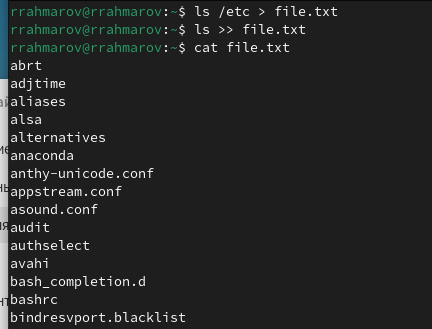 rrahmarov@rrahmarov:~$ ls /etc > file.txt
rrahmarov@rrahmarov:~$ ls >> file.txt
rrahmarov@rrahmarov:~$ cat file.txt
abrt
adjtime
aliases
alsa
alternatives
anaconda
anthy-unicode.conf
appstream.conf
asound.conf
audit
authselect
avahi
bash_completion.d
bashrc
bindresvport.blacklist